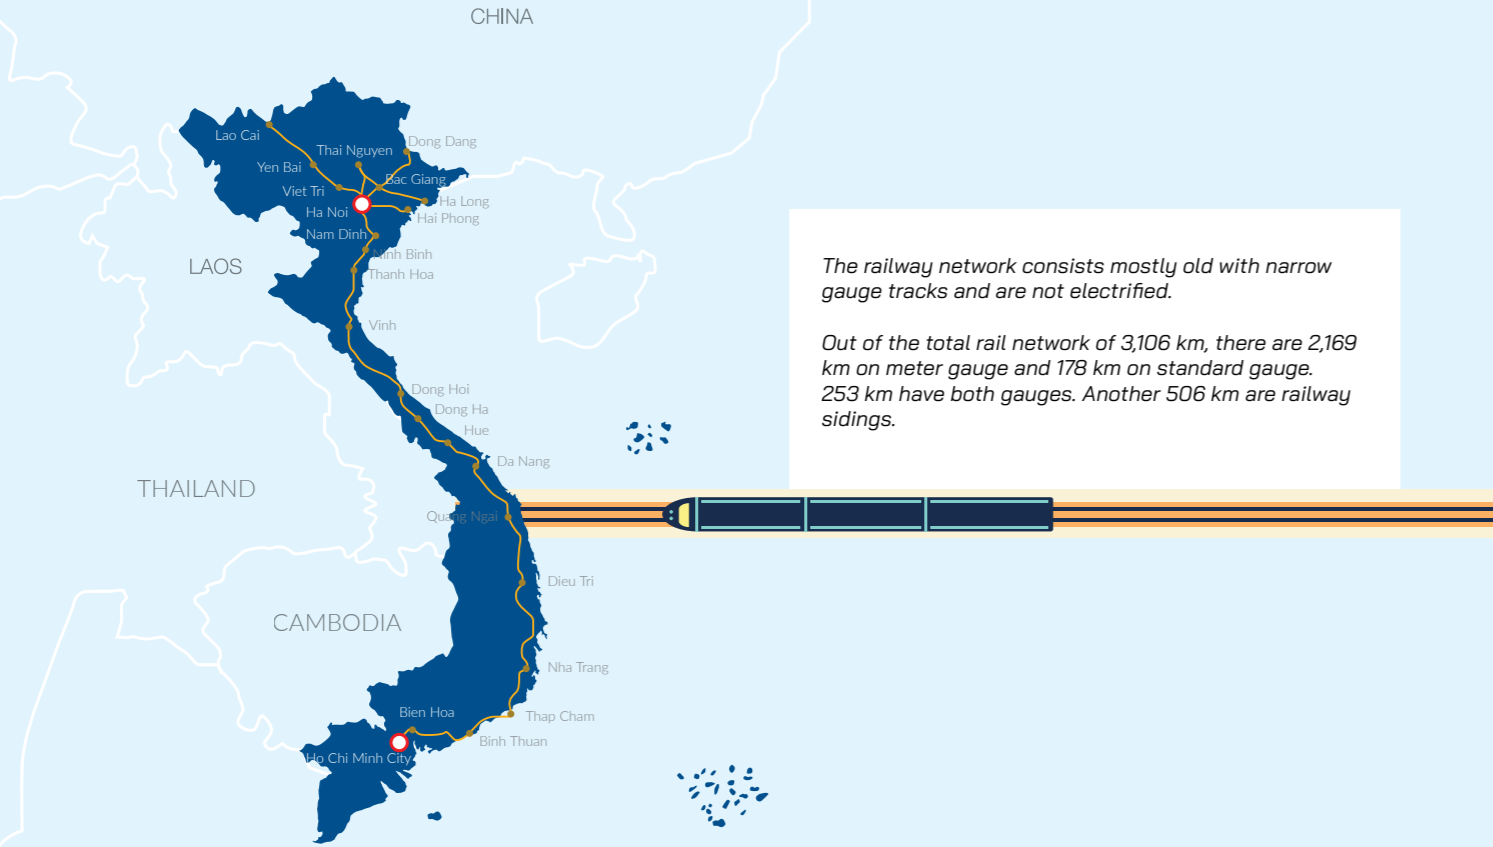 CHINA
Lao Cai
Dong Dang
Thai Nguyen
Yen Bai
Bac Giang
Viet Tri
Ha Long
Ha Noi
Hai Phong
Nam Dinh
Ninh Binh
LAOS
Thanh Hoa
Vinh
Dong Hoi
Dong Ha
Hue
Da Nang
THAILAND
Quang Ngai
Dieu Tri
CAMBODIA
Nha Trang
Bien Hoa
Thap Cham
Binh Thuan
Ho Chi Minh City
The railway network consists mostly old with narrow
gauge tracks and are not electrified.
Out of the total rail network of 3,106 km, there are 2,169
km on meter gauge and 178 km on standard gauge.
253 km have both gauges. Another 506 km are railway
sidings.